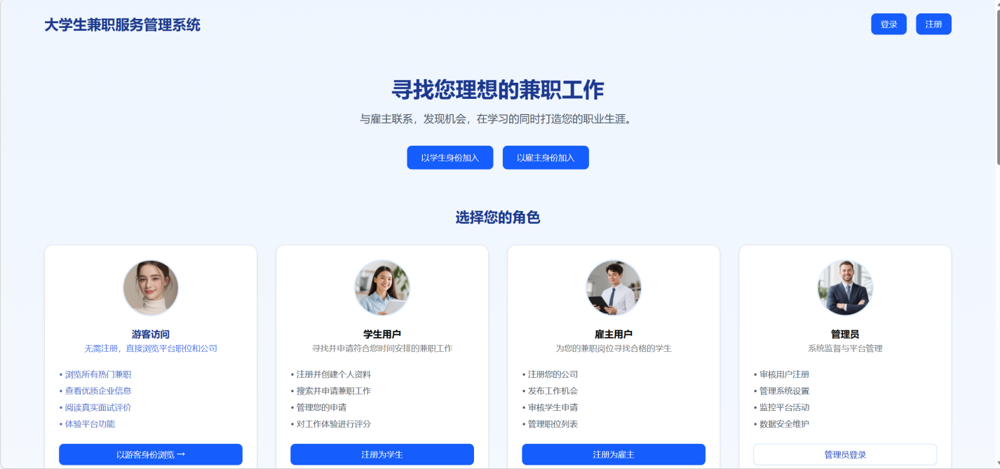 大学生兼职服务管理系统
登录
注册
寻找您理想的兼职工作
与雇主联系，发现机会，在学习的同时打造您的职业生涯。
以学生身份加入
以雇主身份加入
选择您的角色
游客访问
无需注册，直接浏览平台职位和公司
• 浏览所有热门兼职
• 查看优质企业信息
• 阅读真实面试评价
• 体验平台功能
以游客身份浏览 →
学生用户
寻找并申请符合您时间安排的兼职工作
• 注册并创建个人资料
• 搜索并申请兼职工作
• 管理您的申请
• 对工作体验进行评分
注册为学生
雇主用户
为您的兼职岗位寻找合格的学生
• 注册您的公司
• 发布工作机会
• 审核学生申请
• 管理职位列表
注册为雇主
管理员
系统监督与平台管理
• 审核用户注册
• 管理系统设置
• 监控平台活动
• 数据安全维护
管理员登录